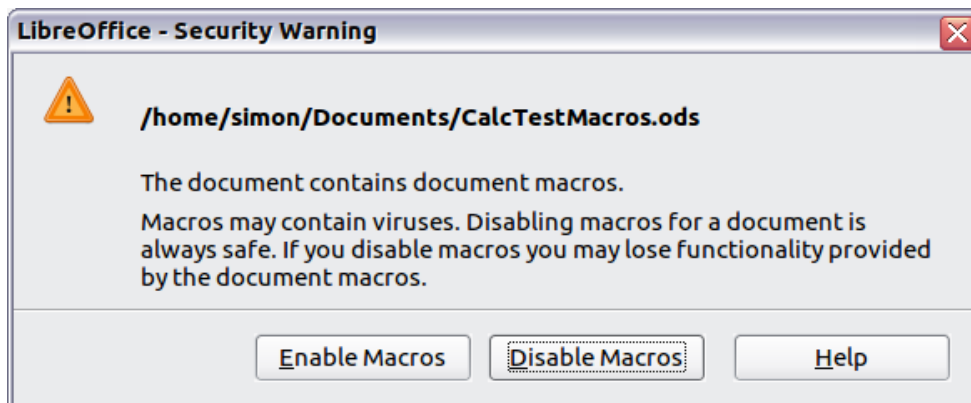 LibreOffice - Security Warning
/home/simon/Documents/CalcTestMacros.ods
The document contains document macros.
Macros may contain viruses. Disabling macros for a document is
always safe. If you disable macros you may lose functionality provided
by the document macros.
Enable Macros Disable Macros Help